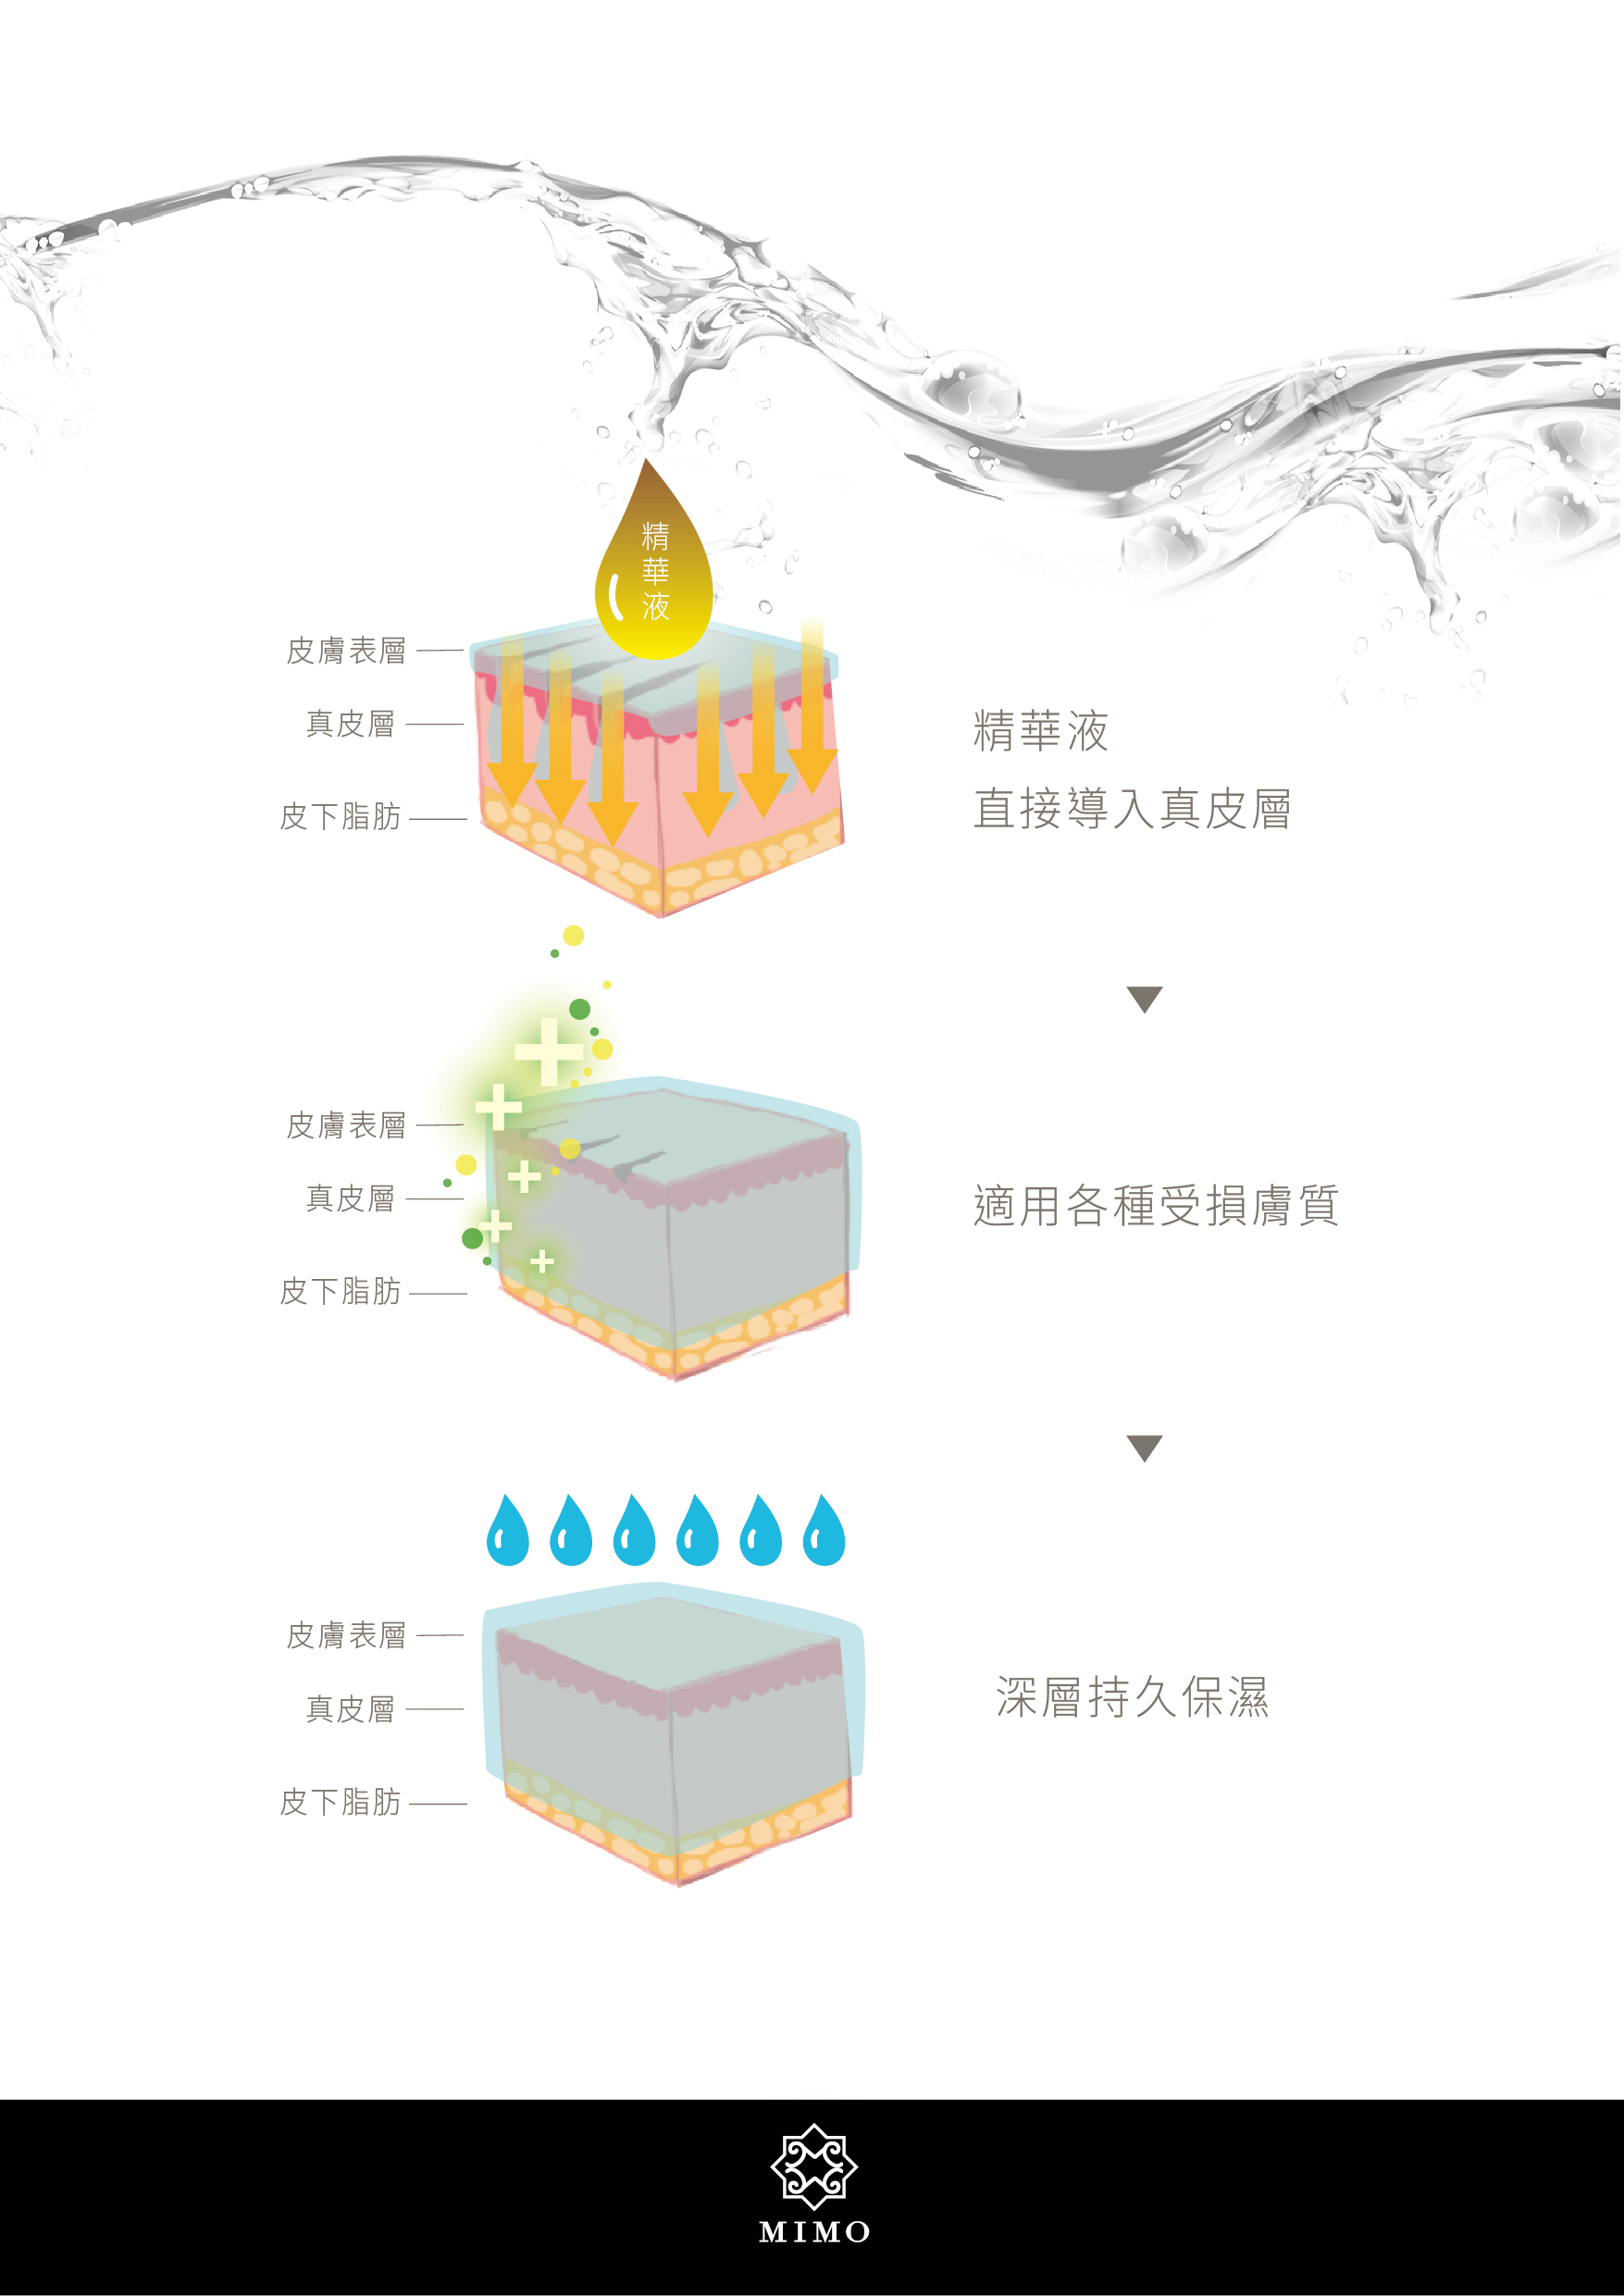 精華液
皮膚表層
真皮層
皮下脂肪
精華液
直接導入真皮層
皮膚表層
真皮層
皮下脂肪
適用各種受損膚質
皮膚表層
真皮層
皮下脂肪
深層持久保濕
MIMO